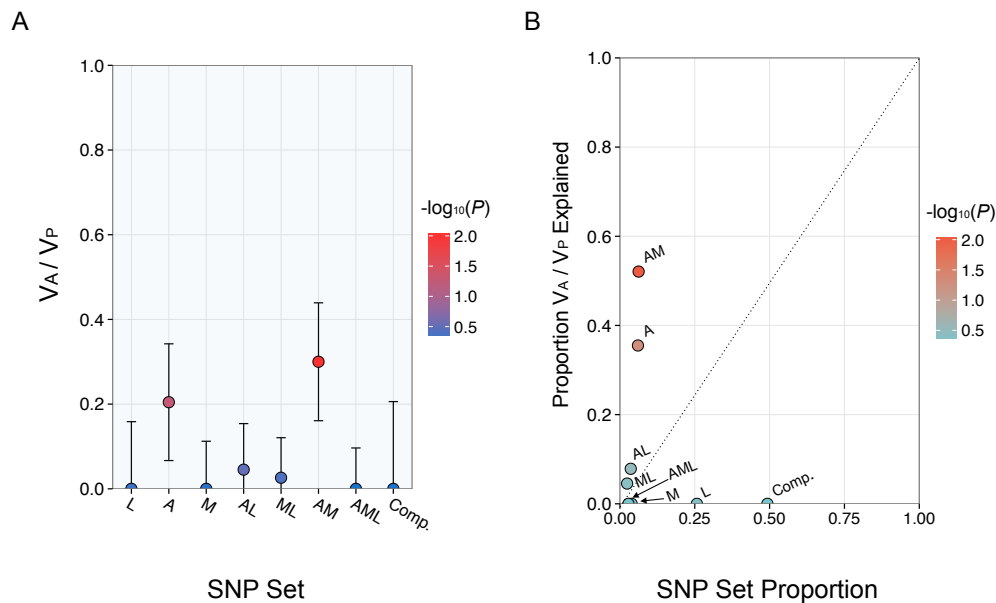 A
1.0
0.8
0.6
0.4
0.2
0.0
VA / VP
L
A
M
AL
ML
AM
AML
Comp.
SNP Set
-log10(P)
2.0
1.5
1.0
0.5
B
1.0
0.8
0.6
0.4
0.2
0.0
Proportion VA / VP Explained
AM
A
AL
ML
AML
M
L
Comp.
0.00
0.25
0.50
0.75
1.00
SNP Set Proportion
-log10(P)
2.0
1.5
1.0
0.5